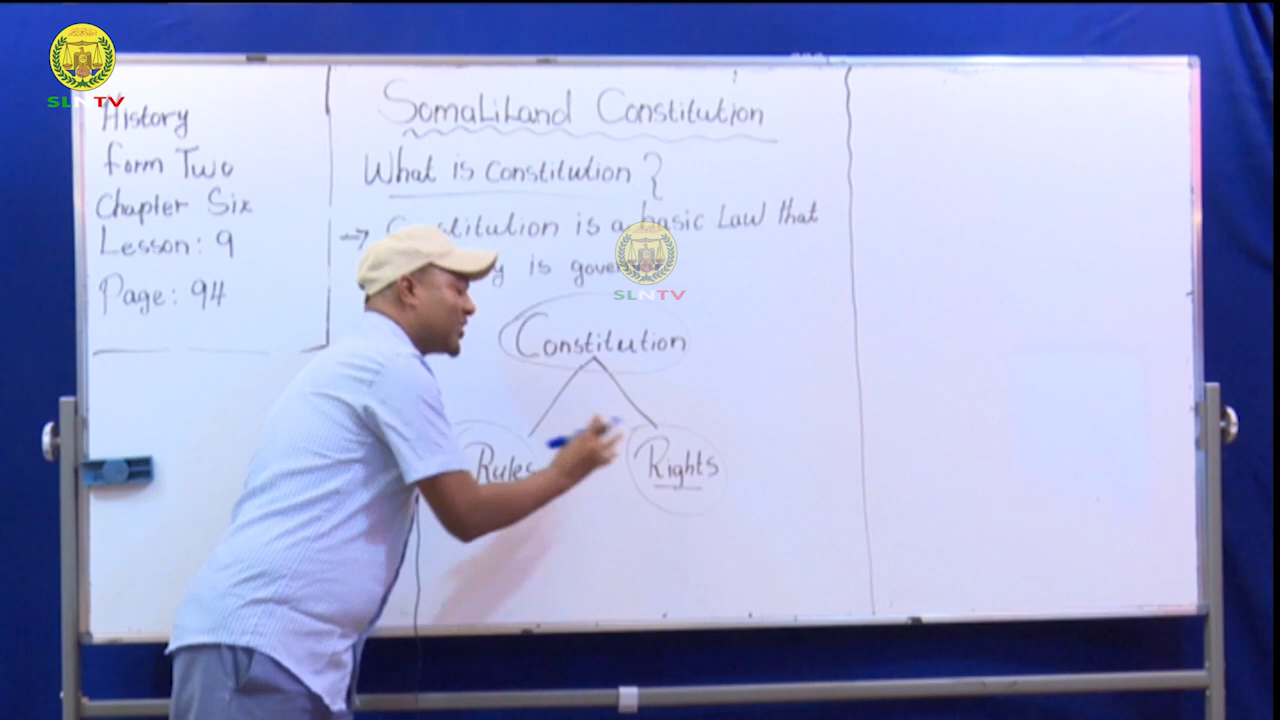 SLNTV
History
Form Two
Chapter Six
Lesson: 9
Page: 94
SomaliLand Constitution
What is constitution?
→ Constitution is a basic Law that
is
SLNTV
Constitution
Rules
Rights